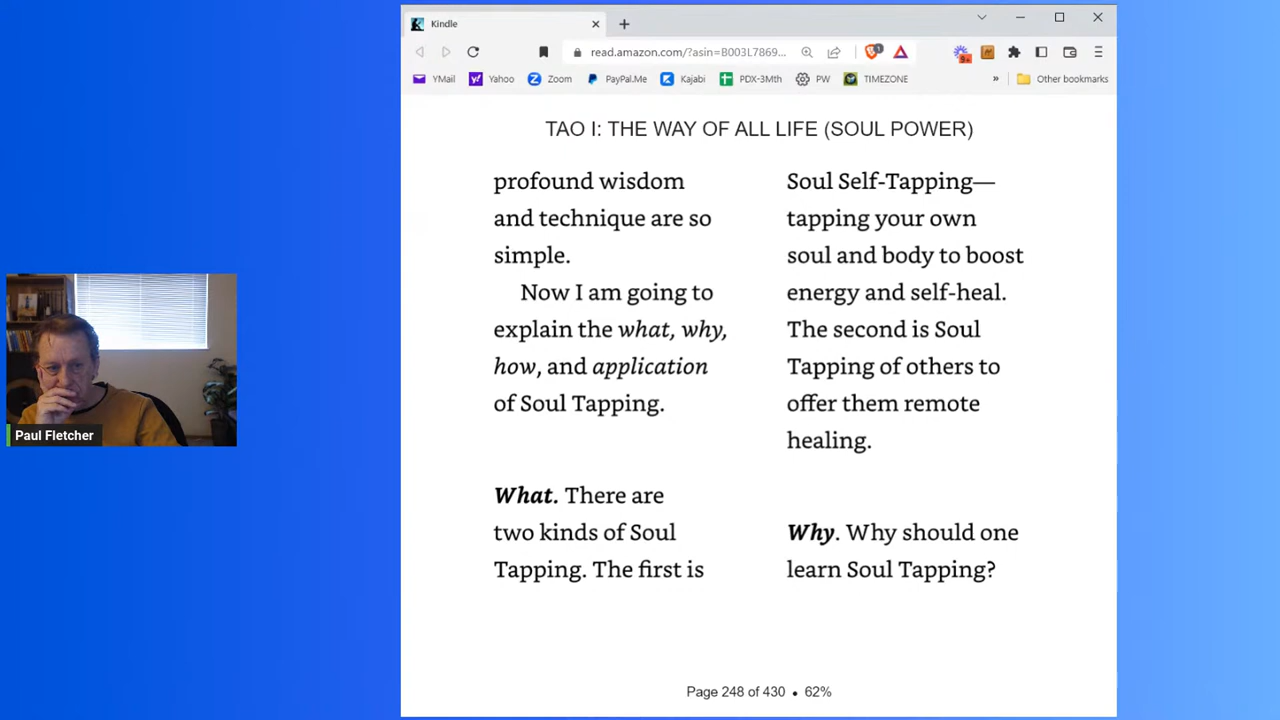 Kindle
read.amazon.com/?asin=B003L7869...
9+
1
YMail
Yahoo
Zoom
PayPal.Me
Kajabi
PDX-3Mth
PW
TIMEZONE
»
Other bookmarks
TAO I: THE WAY OF ALL LIFE (SOUL POWER)
profound wisdom
and technique are so
simple.
Now I am going to
explain the what, why,
how, and application
of Soul Tapping.
What. There are
two kinds of Soul
Tapping. The first is
Soul Self-Tapping—
tapping your own
soul and body to boost
energy and self-heal.
The second is Soul
Tapping of others to
offer them remote
healing.
Why. Why should one
learn Soul Tapping?
Page 248 of 430 • 62%
Paul Fletcher